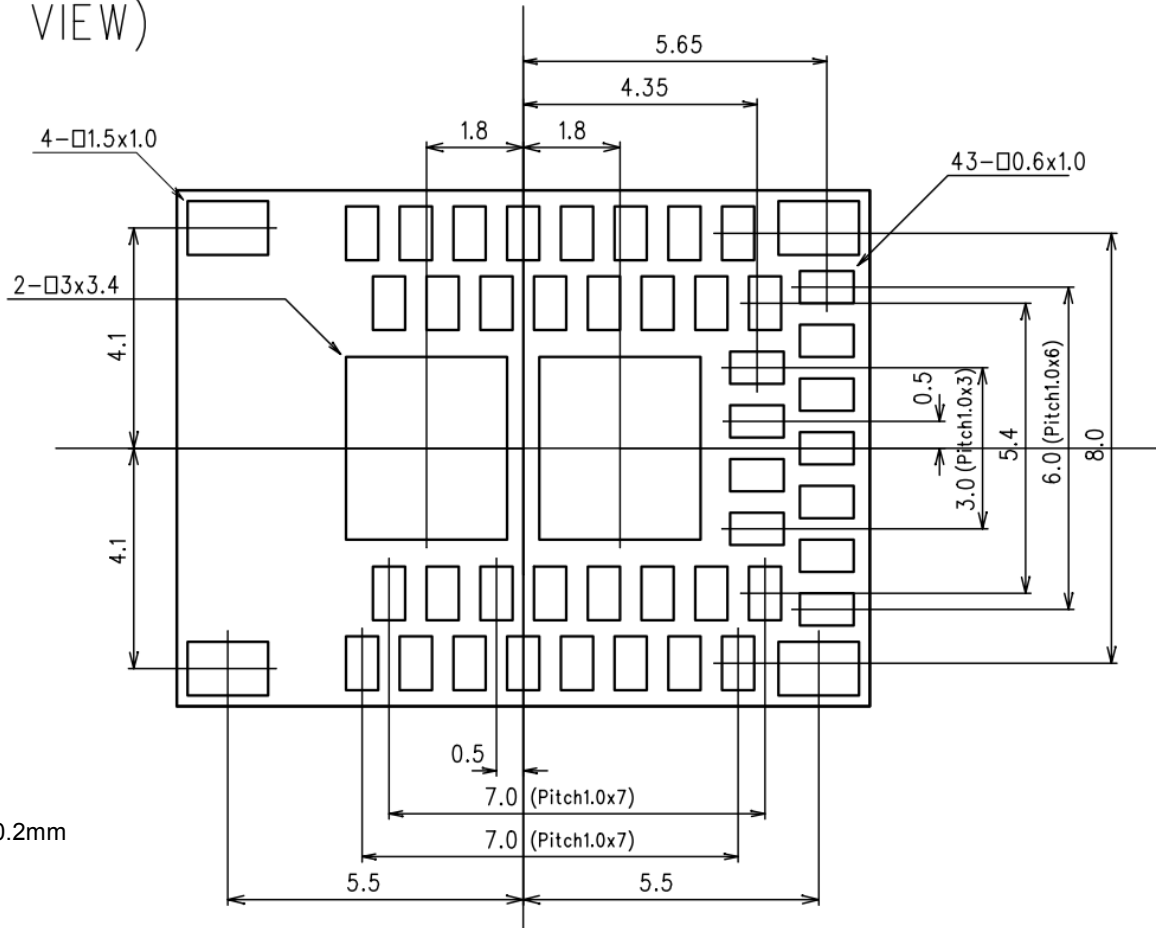 VIEW)
5.65
4.35
1.8
1.8
4-□1.5x1.0
43-□0.6x1.0
2-□3x3.4
4.1
4.1
0.5
3.0 (Pitch1.0x3)
5.4
6.0 (Pitch1.0x6)
8.0
0.5
7.0 (Pitch1.0x7)
7.0 (Pitch1.0x7)
0.2mm
5.5
5.5